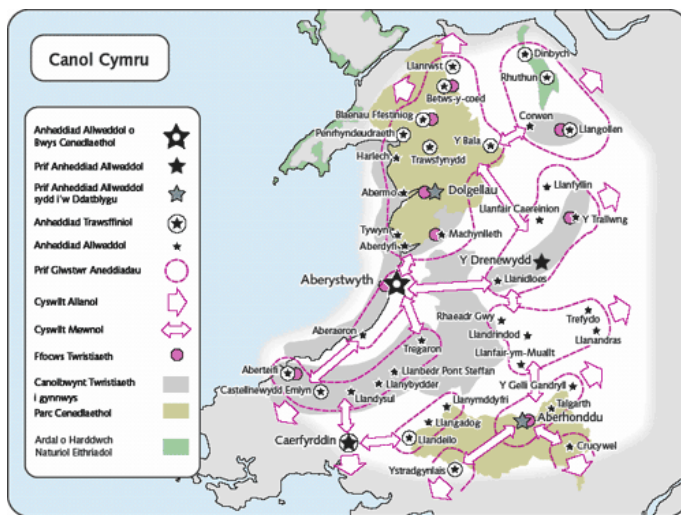 Canol Cymru
Anheddiad Allweddol o
Bwys Cenedlaethol
Prif Anheddiad Allweddol
Prif Anheddiad Allweddol
sydd i'w Ddatblygu
Anheddiad Trawsffiniol
Anheddiad Allweddol
Prif Glwstwr Aneddiadau
Cyswllt Allanol
Cyswllt Mewnol
Ffocws Twristiaeth
Canolbwynt Twristiaeth
i gynnwys
Parc Cenedlaethol
Ardal o Harddwch
Naturiol Eithriadol
Llanrwst
Betws-y-coed
Blaenau Ffestiniog
Penrhyndeudraeth
Harlech
Trawsfynydd
Y Bala
Dinbych
Rhuthun
Corwen
Llangollen
Abermo
Dolgellau
Tywyn
Aberdyfi
Machynlleth
Llanfyllin
Llanfair Caereinion
Y Trallwng
Y Drenewydd
Llanidloes
Aberystwyth
Aberaeron
Tregaron
Rhaeadr Gwy
Llandrindod
Llanfair-ym-Muallt
Trefydo
Llanandras
Aberteifi
Castellnewydd Emlyn
Llandysul
Llanybydder
Llanbedr Pont Steffan
Y Gelli Gandryll
Talgarth
Aberhonddu
Crucywel
Llanymddyfri
Llangadog
Llandeilo
Caerfyrddin
Ystradgynlais